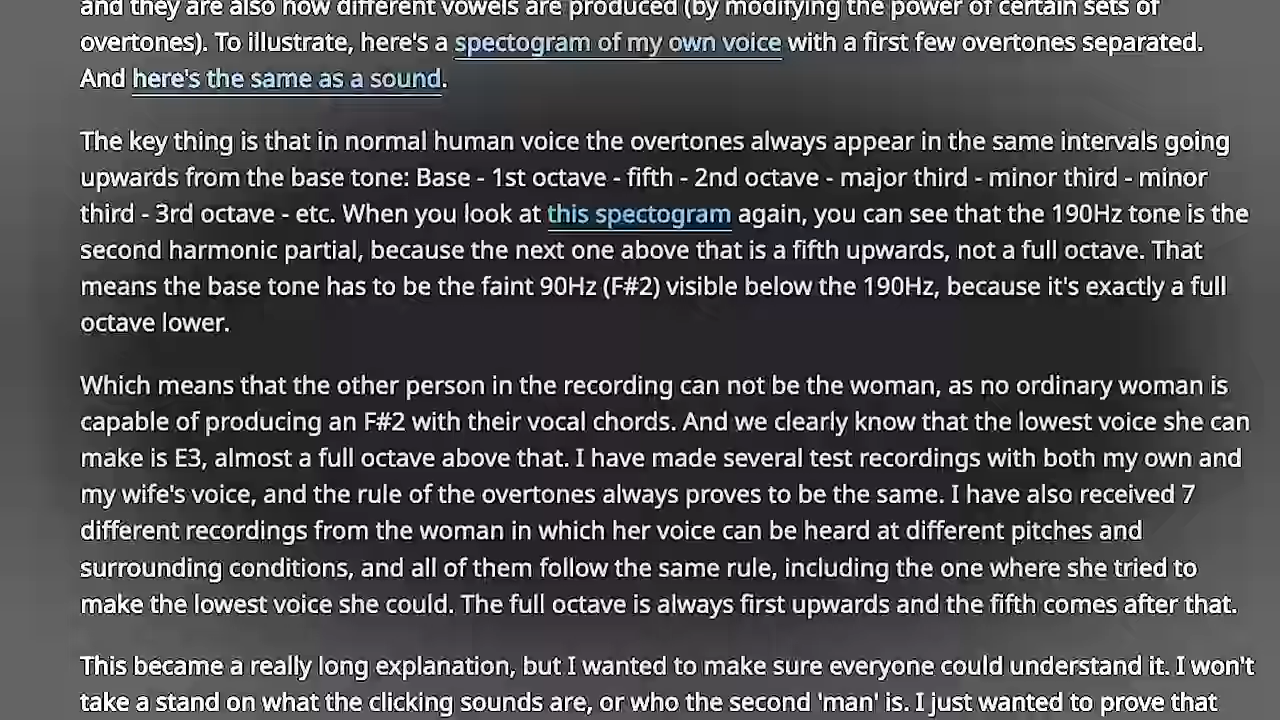 and they are also how different vowels are produced (by modifying the power of certain sets of
overtones). To illustrate, here's a spectogram of my own voice with a first few overtones separated.
And here's the same as a sound.
The key thing is that in normal human voice the overtones always appear in the same intervals going
upwards from the base tone: Base - 1st octave - fifth - 2nd octave - major third - minor third - minor
third - 3rd octave - etc. When you look at this spectogram again, you can see that the 190Hz tone is the
second harmonic partial, because the next one above that is a fifth upwards, not a full octave. That
means the base tone has to be the faint 90Hz (F#2) visible below the 190Hz, because it's exactly a full
octave lower.
Which means that the other person in the recording can not be the woman, as no ordinary woman is
capable of producing an F#2 with their vocal chords. And we clearly know that the lowest voice she can
make is E3, almost a full octave above that. I have made several test recordings with both my own and
my wife's voice, and the rule of the overtones always proves to be the same. I have also received 7
different recordings from the woman in which her voice can be heard at different pitches and
surrounding conditions, and all of them follow the same rule, including the one where she tried to
make the lowest voice she could. The full octave is always first upwards and the fifth comes after that.
This became a really long explanation, but I wanted to make sure everyone could understand it. I won't
take a stand on what the clicking sounds are, or who the second 'man' is. I just wanted to prove that